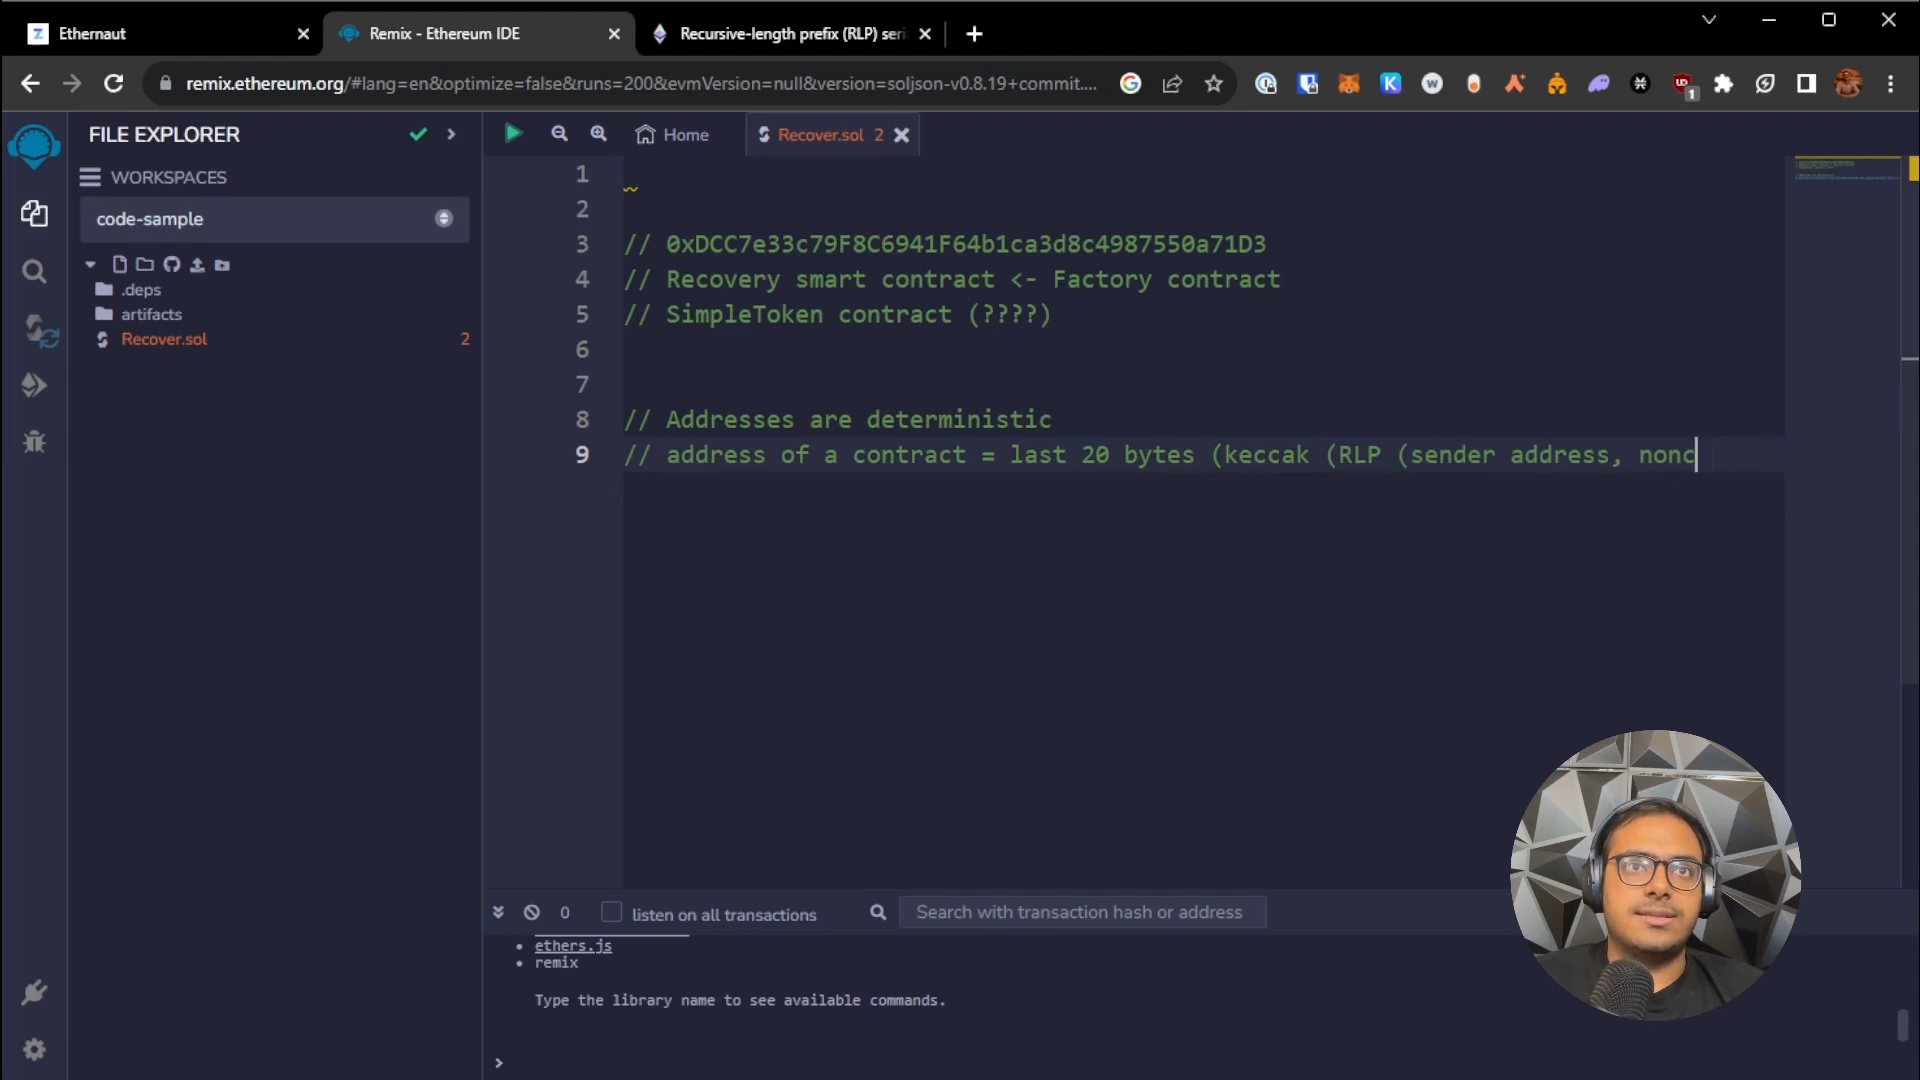 Ethernaut
Remix - Ethereum IDE
Recursive-length prefix (RLP) seri
remix.ethereum.org/#lang=en&optimize=false&runs=200&evmVersion=null&version=soljson-v0.8.19+commit....
FILE EXPLORER
WORKSPACES
code-sample
.deps
artifacts
Recover.sol 2
Home
Recover.sol 2
1
2
3 // 0xDCC7e33c79F8C6941F64b1ca3d8c4987550a71D3
4 // Recovery smart contract <- Factory contract
5 // SimpleToken contract (????)
6
7
8 // Addresses are deterministic
9 // address of a contract = last 20 bytes (keccak (RLP (sender address, nonc
0 listen on all transactions
Search with transaction hash or address
• ethers.js
• remix
Type the library name to see available commands.
>